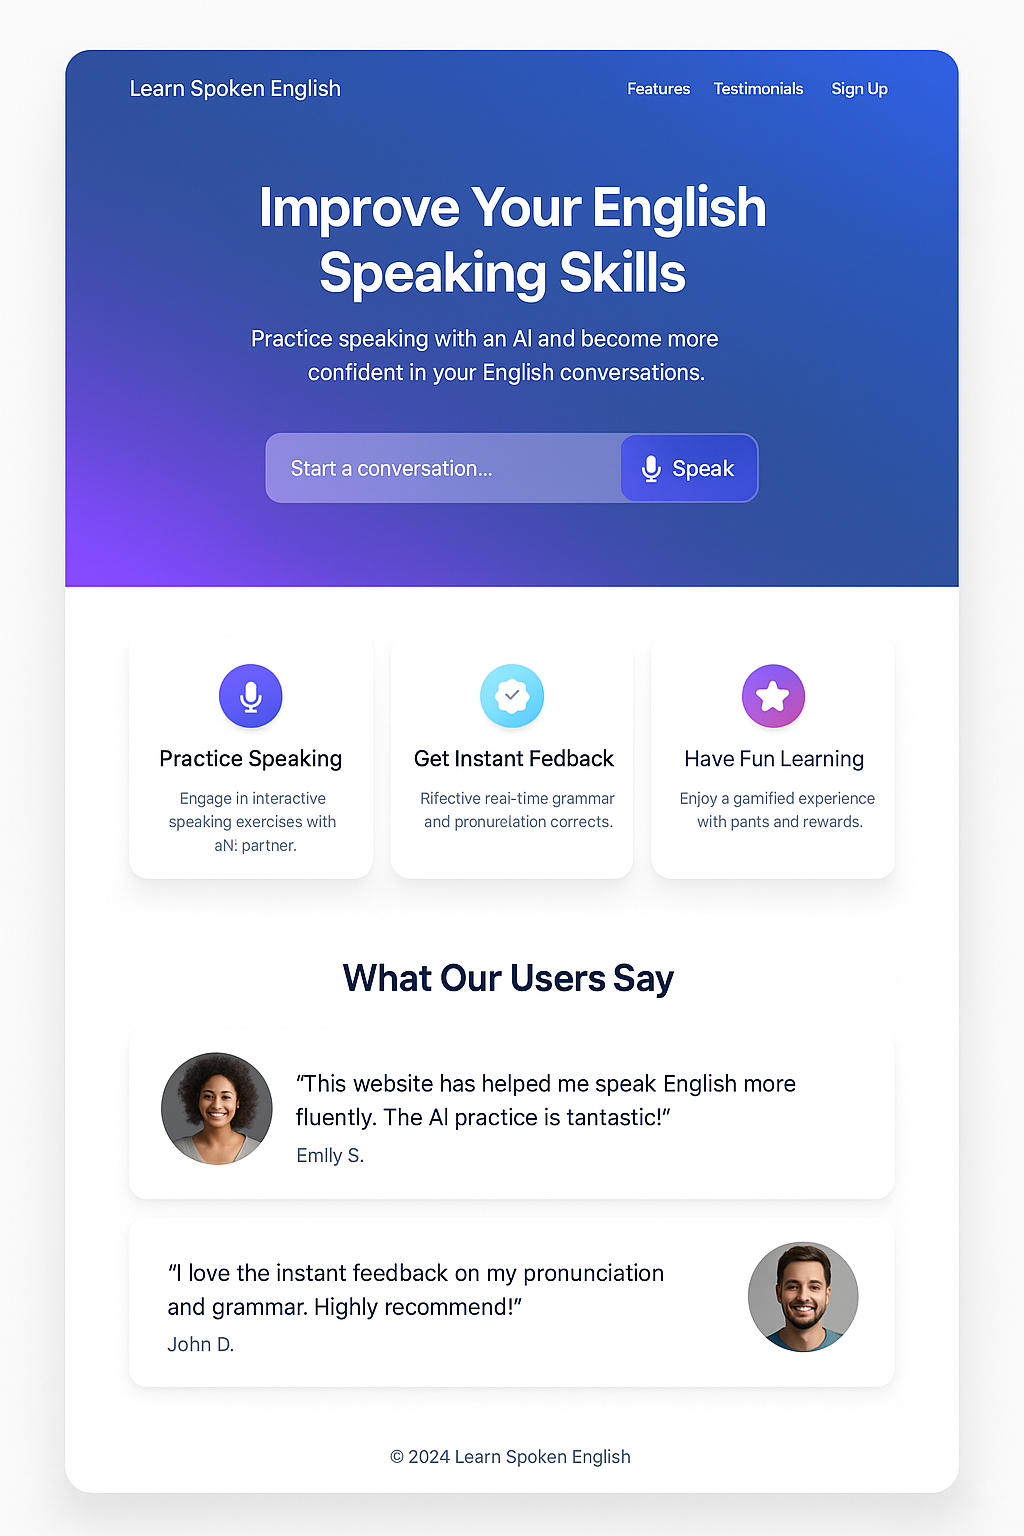 Learn Spoken English
Features Testimonials Sign Up
Improve Your English
Speaking Skills
Practice speaking with an AI and become more
confident in your English conversations.
Start a conversation...
Speak
Practice Speaking
Engage in interactive
speaking exercises with
partner.
Get Instant Fedback
Rifective reai-time grammar
and pronurelation corrects.
Have Fun Learning
Enjoy a gamified experience
with pants and rewards.
What Our Users Say
“This website has helped me speak English more
fluently. The AI practice is tantastic!”
Emlly S.
“I love the instant feedback on my pronunciation
and grammar. Highly recommend!”
John D.
© 2024 Learn Spoken English